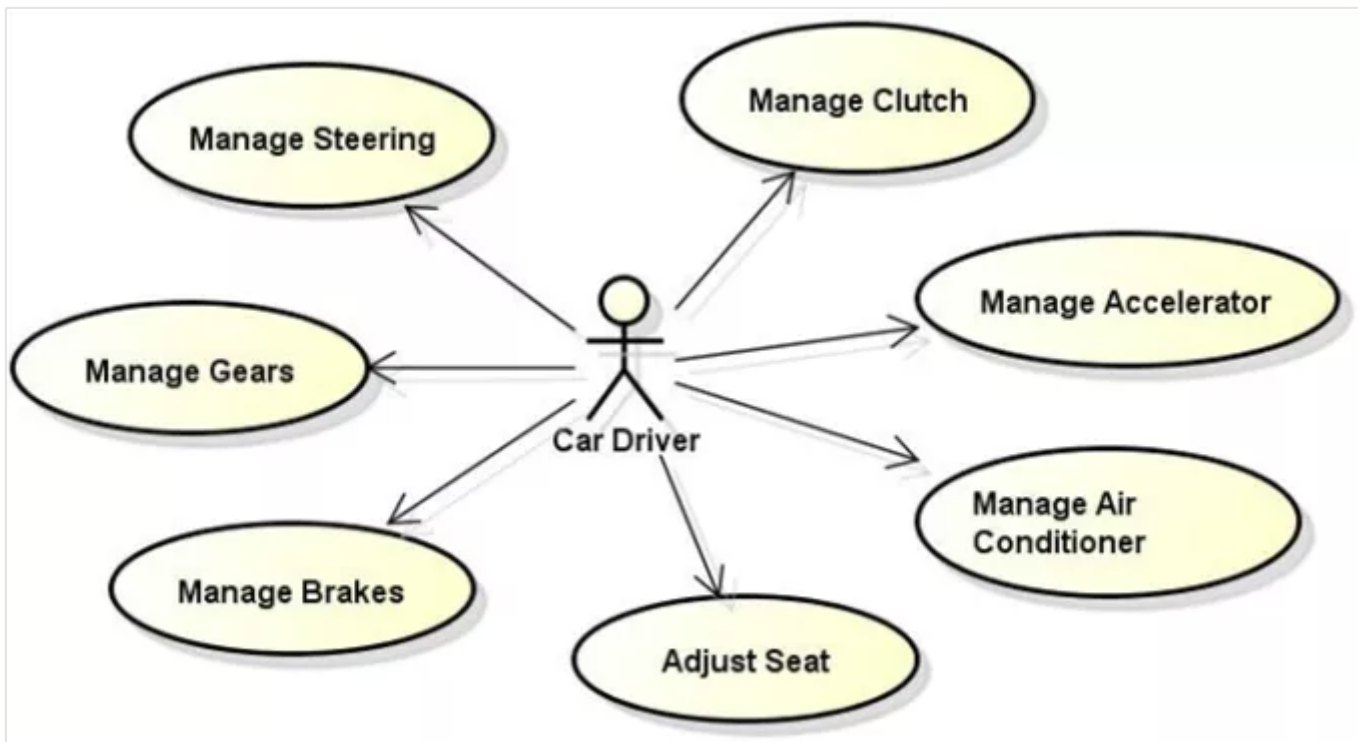 Manage Clutch
Manage Steering
Manage Accelerator
Manage Gears
Car Driver
Manage Air
Conditioner
Manage Brakes
Adjust Seat